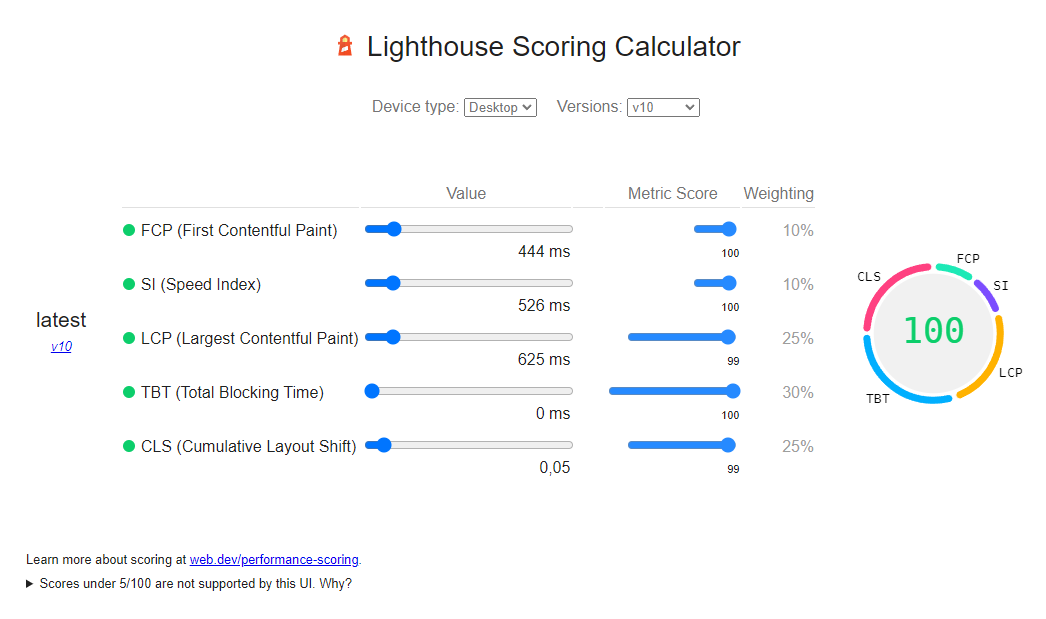 Lighthouse Scoring Calculator
Device type: Desktop Versions: v10
Value Metric Score Weighting
latest
v10
FCP (First Contentful Paint) 10%
444 ms 100
SI (Speed Index) 10%
526 ms 100
LCP (Largest Contentful Paint) 25%
625 ms 99
TBT (Total Blocking Time) 30%
0 ms 100
CLS (Cumulative Layout Shift) 25%
0,05 99
FCP
CLS
SI
100
LCP
TBT
Learn more about scoring at web.dev/performance-scoring.
Scores under 5/100 are not supported by this UI. Why?